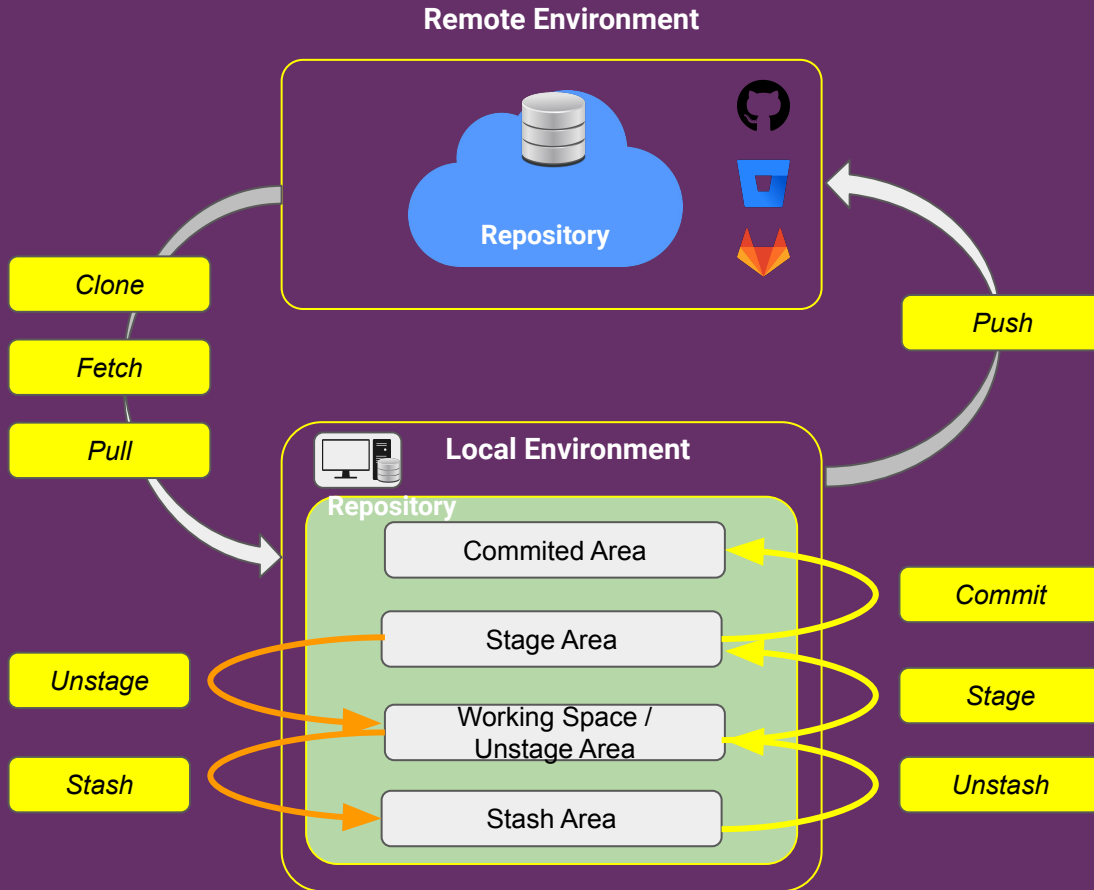 Remote Environment
Repository
Clone
Fetch
Pull
Push
Local Environment
Repository
Commited Area
Stage Area
Working Space /
Unstage Area
Stash Area
Unstage
Stash
Commit
Stage
Unstash